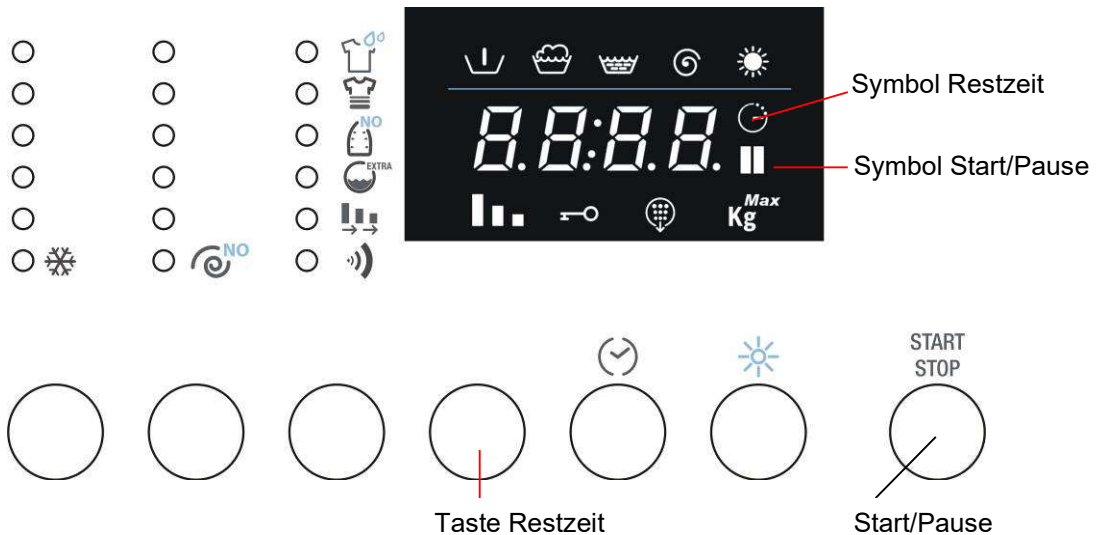 NO
EXTRA
NO
8.8:8.8.
Kg Max
Symbol Restzeit
Symbol Start/Pause
START
STOP
Taste Restzeit
Start/Pause